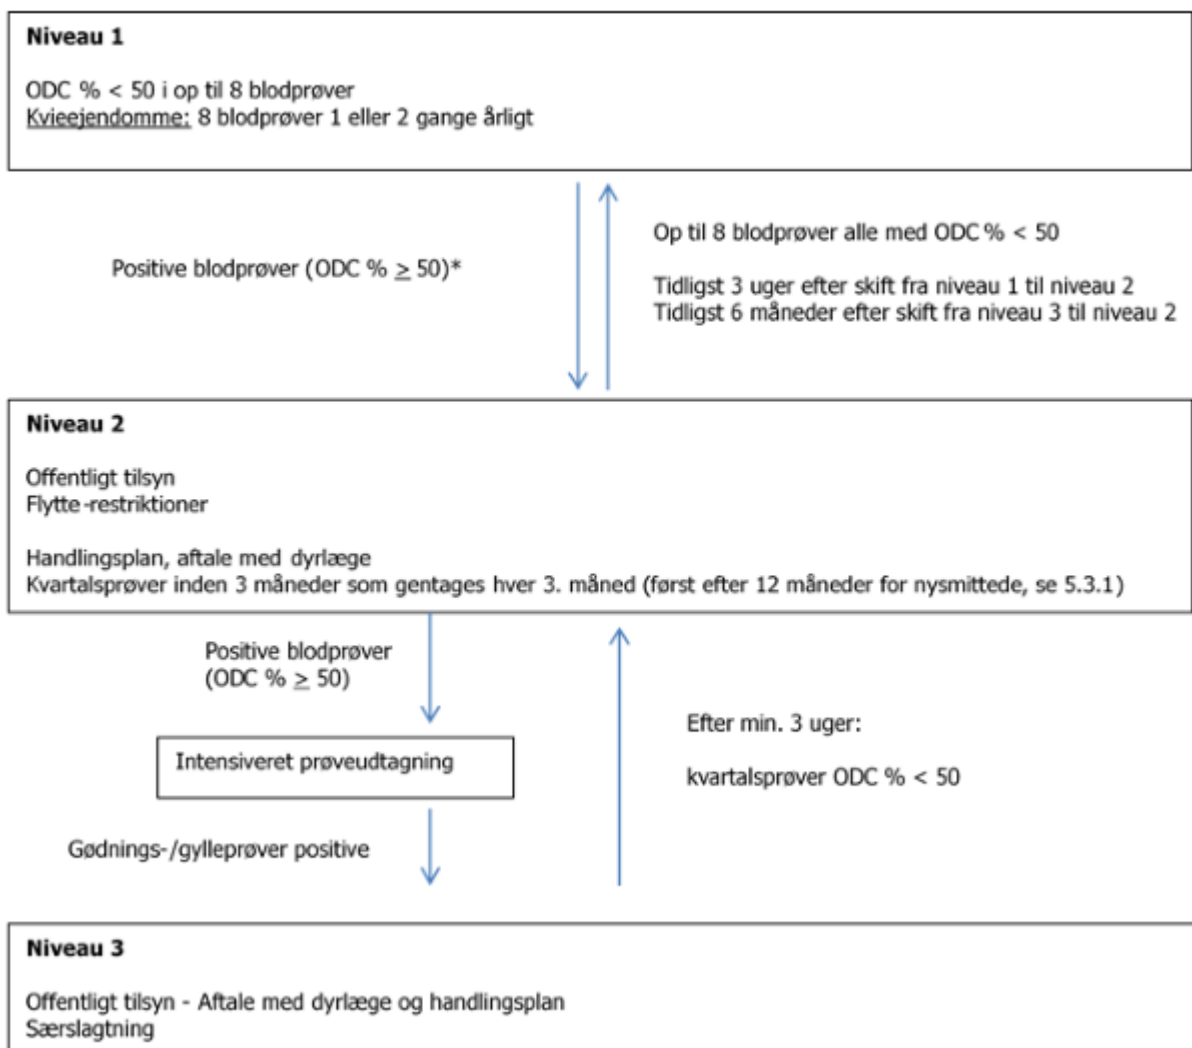 Niveau 1
ODC % < 50 i op til 8 blodprøver
Kvieejendomme: 8 blodprøver 1 eller 2 gange årligt
Positive blodprøver (ODC % ≥ 50)*
Op til 8 blodprøver alle med ODC % < 50
Tidligst 3 uger efter skift fra niveau 1 til niveau 2
Tidligst 6 måneder efter skift fra niveau 3 til niveau 2
Niveau 2
Offentligt tilsyn
Flytte-restriktioner
Handlingsplan, aftale med dyrlæge
Kvartalsprøver inden 3 måneder som gentages hver 3. måned (først efter 12 måneder for nysmittede, se 5.3.1)
Positive blodprøver
(ODC % ≥ 50)
Intensiveret prøveudtagning
Gødnings-/gylleprøver positive
Efter min. 3 uger:
kvartalsprøver ODC % < 50
Niveau 3
Offentligt tilsyn - Aftale med dyrlæge og handlingsplan
Særslagtning